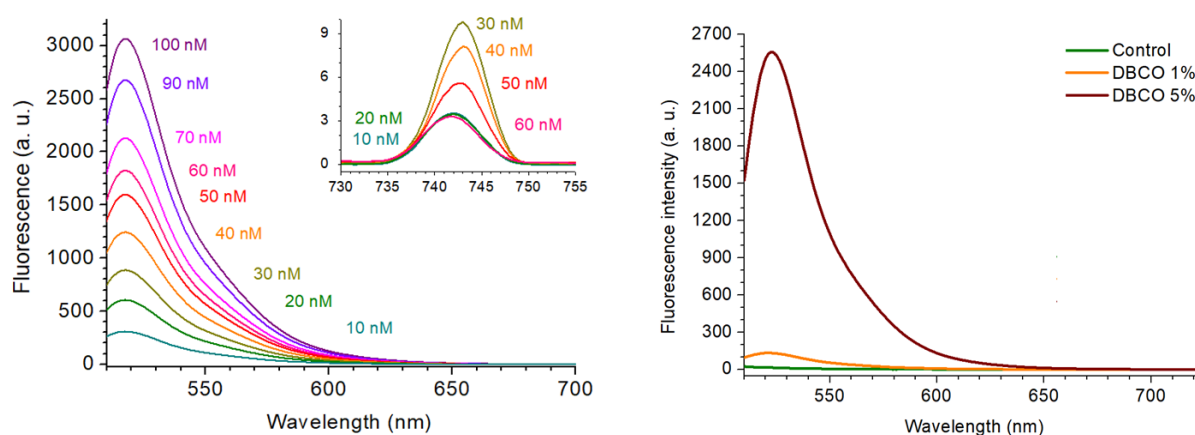 Fluorescence (a. u.)
3000
2500
2000
1500
1000
500
0
100 nM
90 nM
70 nM
60 nM
50 nM
40 nM
30 nM
20 nM
10 nM
550
600
650
700
Wavelength (nm)
9
6
3
0
30 nM
40 nM
50 nM
20 nM
60 nM
10 nM
730
735
740
745
750
755
Fluorescence intensity (a. u.)
2700
2400
2100
1800
1500
1200
900
600
300
0
Control
DBCO 1%
DBCO 5%
550
600
650
700
Wavelength (nm)